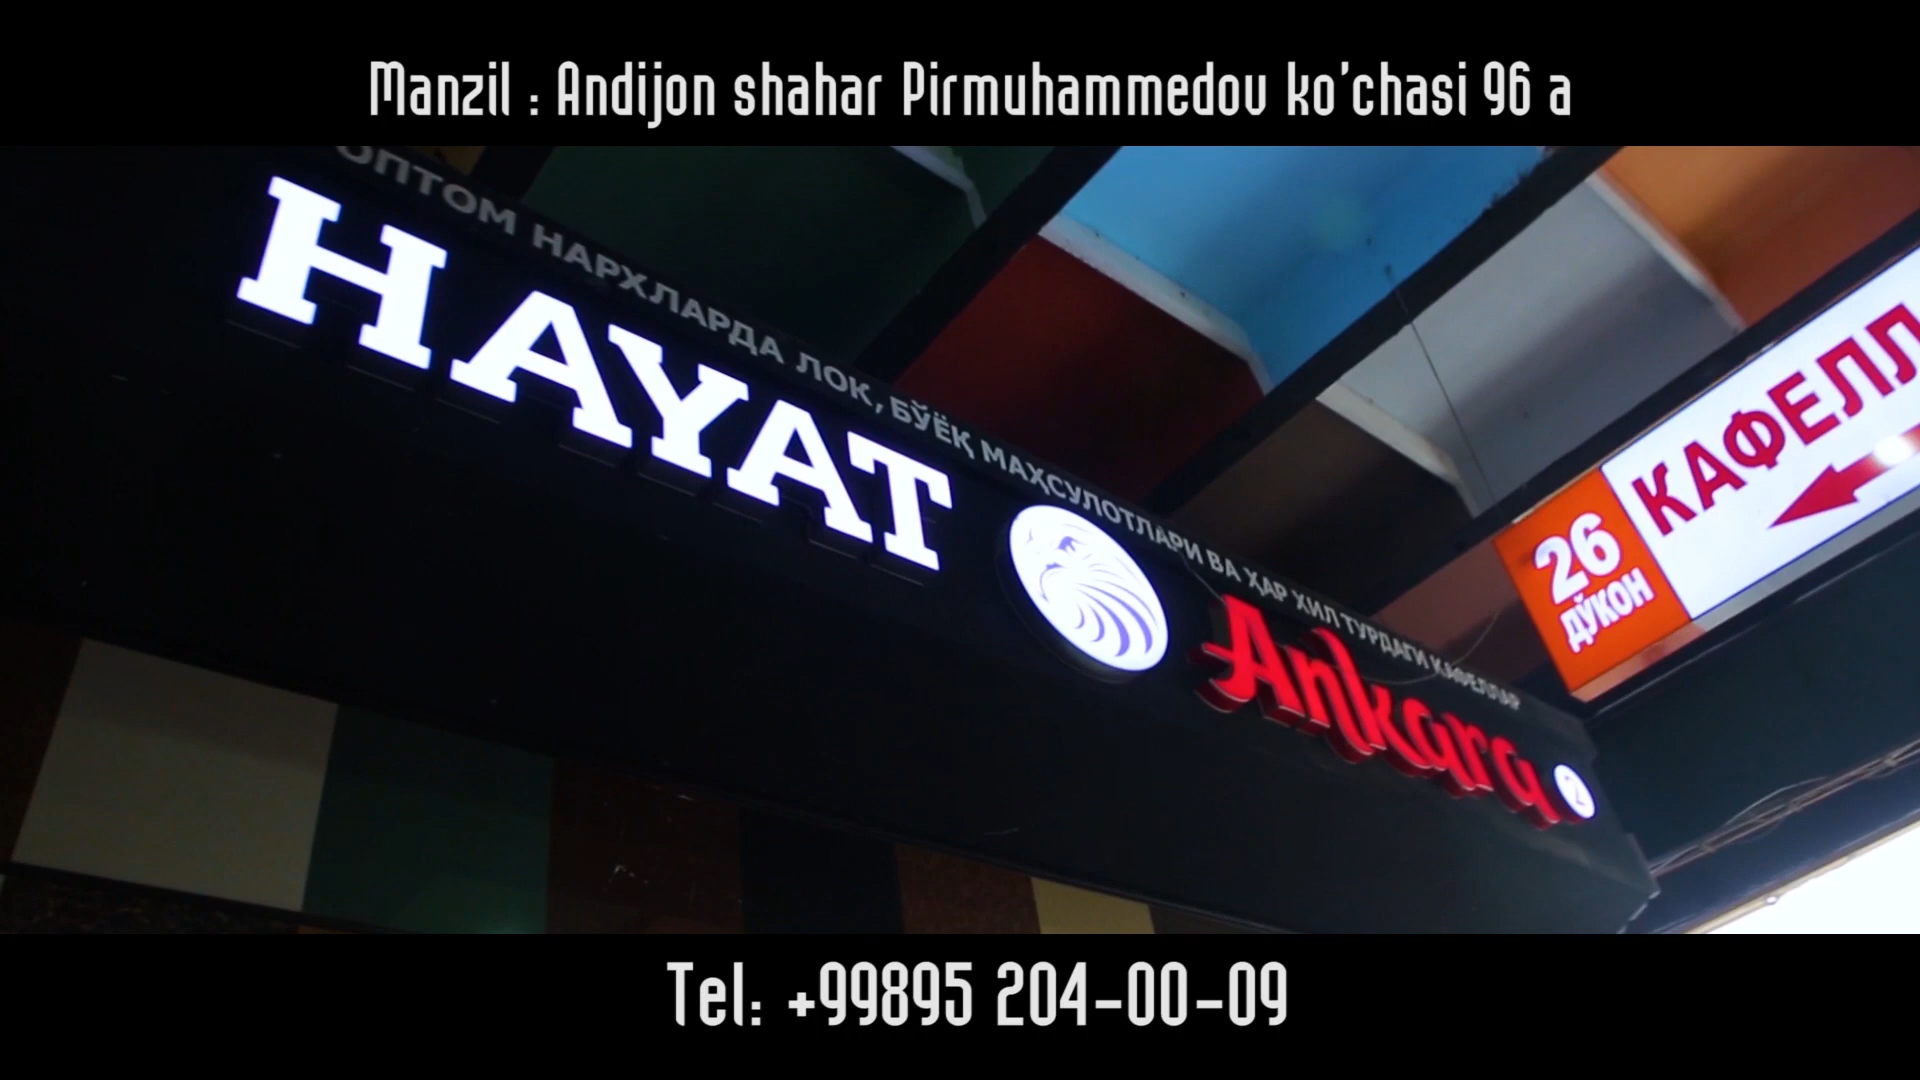 Manzil : Andijon shahar Pirmuhammedov ko'chasi 96 a
ОПТОМ НАРХЛАРДА ЛОК, БЎЁҚ МАҲСУЛОТЛАРИ ВА ҲАР ХИЛ ТУРДАГИ КАФЕЛЛАР
HAYAT
Ankara 2
КАФЕЛЛ
26
ДЎКОН
Tel: +99895 204-00-09